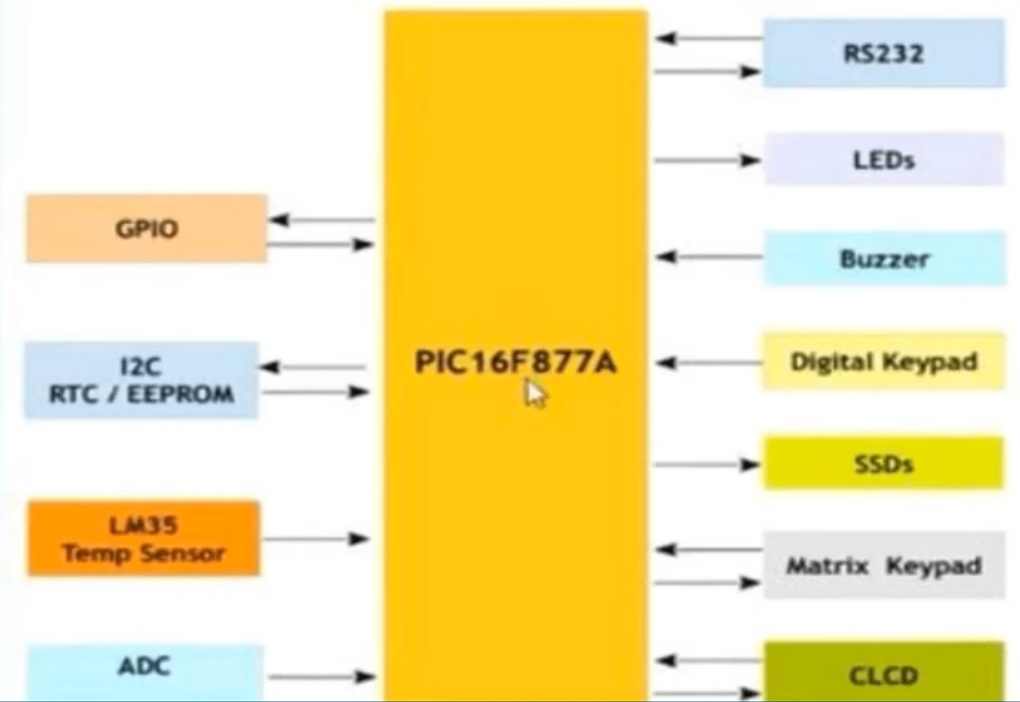 RS232
LEDs
GPIO
Buzzer
I2C
RTC / EEPROM
PIC16F877A
Digital Keypad
SSDs
LM35
Temp Sensor
Matrix Keypad
ADC
CLCD